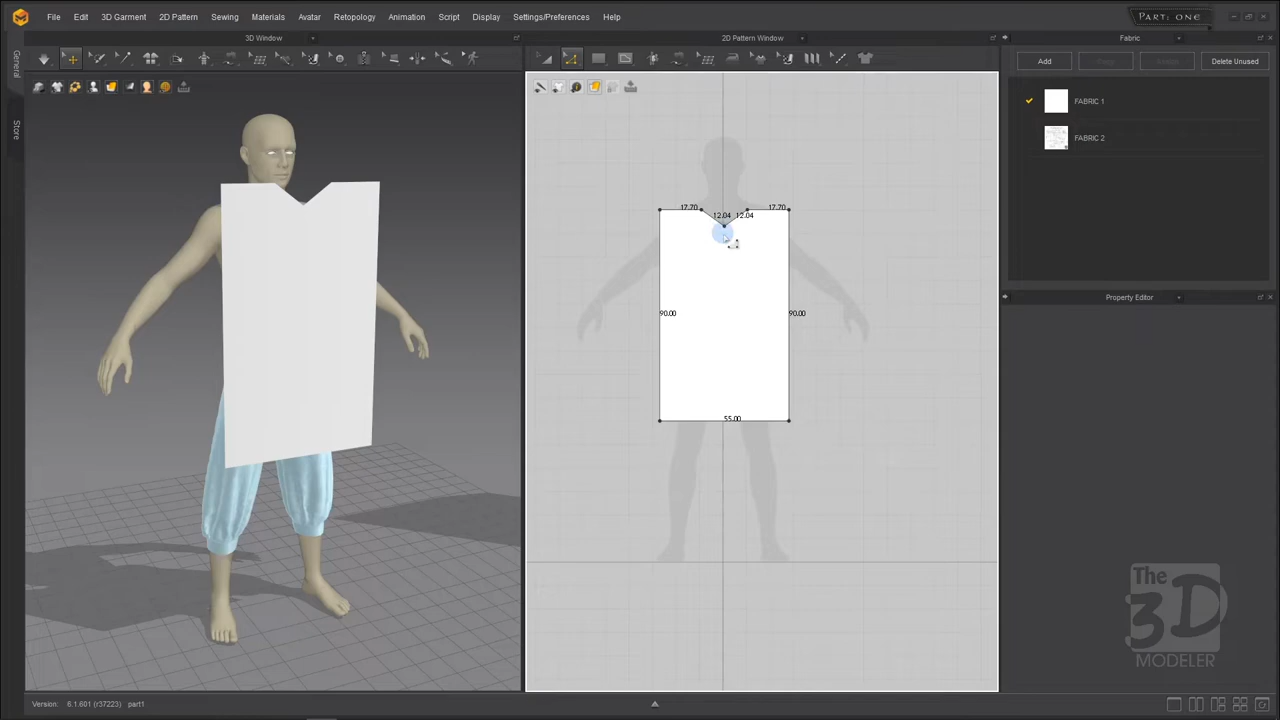 File Edit 3D Garment 2D Pattern Sewing Materials Avatar Retopology Animation Script Display Settings/Preferences Help
PART: ONE
3D Window
2D Pattern Window
Fabric
General
Store
Add Copy Delete Unused
FABRIC 1
FABRIC 2
Property Editor
17.70 12.04 12.04 17.70
90.00 90.00
55.00
The
3D
MODELER
Version: 6.1.601 (r37223) part1